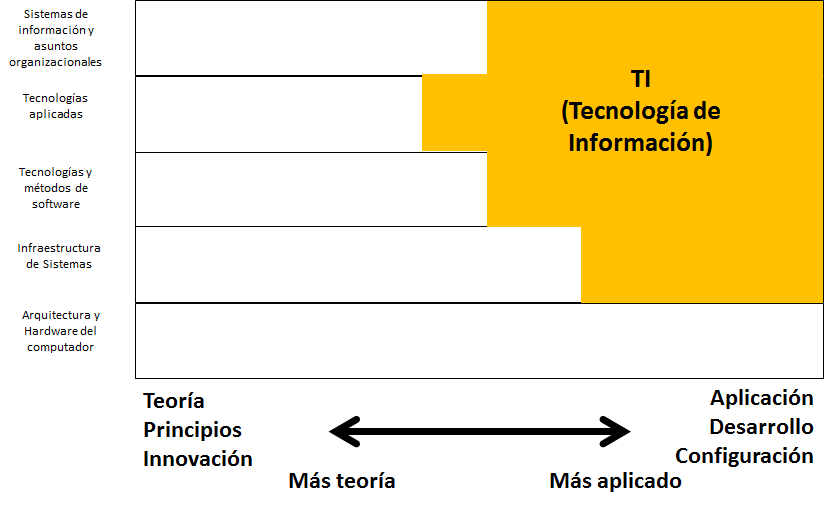 Sistemas de
información y
asuntos
organizacionales
TI
(Tecnología de
Información)
Tecnologías
aplicadas
Tecnologías y
métodos de
software
Infraestructura
de Sistemas
Arquitectura y
Hardware del
computador
Teoría
Principios
Innovación
Aplicación
Desarrollo
Configuración
Más teoría
Más aplicado